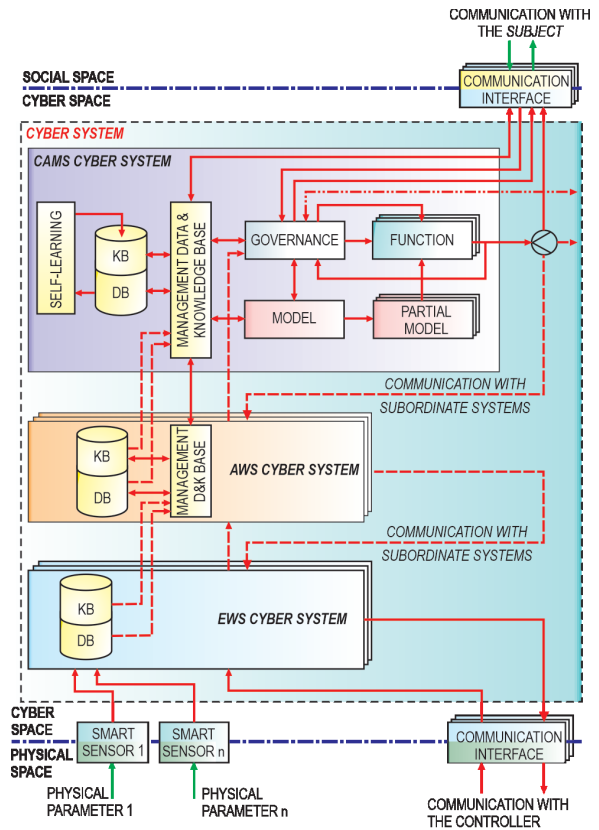 COMMUNICATION WITH
THE SUBJECT
SOCIAL SPACE
CYBER SPACE
COMMUNICATION
INTERFACE
CYBER SYSTEM
CAMS CYBER SYSTEM
SELF-LEARNING
KB
DB
MANAGEMENT DATA &
KNOWLEDGE BASE
GOVERNANCE
FUNCTION
MODEL
PARTIAL
MODEL
COMMUNICATION WITH
SUBORDINATE SYSTEMS
KB
DB
MANAGEMENT
D&K BASE
AWS CYBER SYSTEM
COMMUNICATION WITH
SUBORDINATE SYSTEMS
KB
DB
EWS CYBER SYSTEM
CYBER
SPACE
PHYSICAL
SPACE
SMART
SENSOR 1
SMART
SENSOR n
COMMUNICATION
INTERFACE
PHYSICAL
PARAMETER 1
PHYSICAL
PARAMETER n
COMMUNICATION WITH
THE CONTROLLER